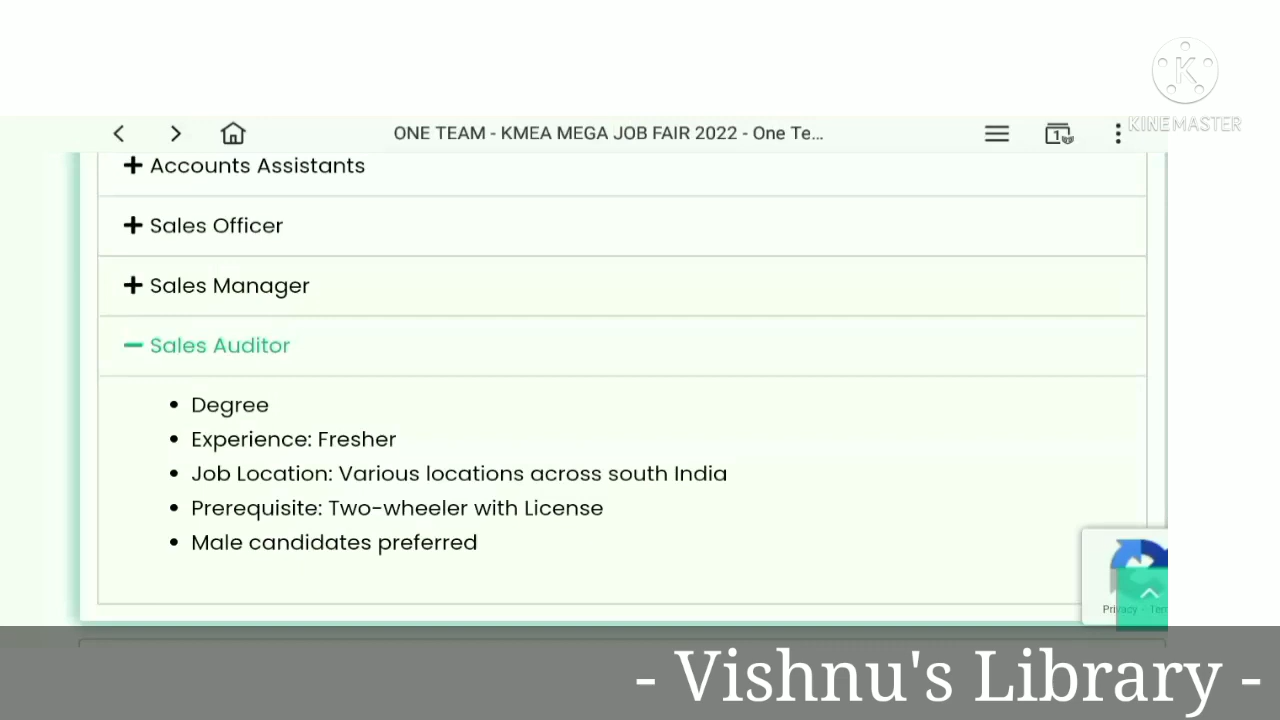 K
KINEMASTER
ONE TEAM - KMEA MEGA JOB FAIR 2022 - One Te...
1
Accounts Assistants
Sales Officer
Sales Manager
Sales Auditor
Degree
Experience: Fresher
Job Location: Various locations across south India
Prerequisite: Two-wheeler with License
Male candidates preferred
Privacy - Ter
- Vishnu's Library -